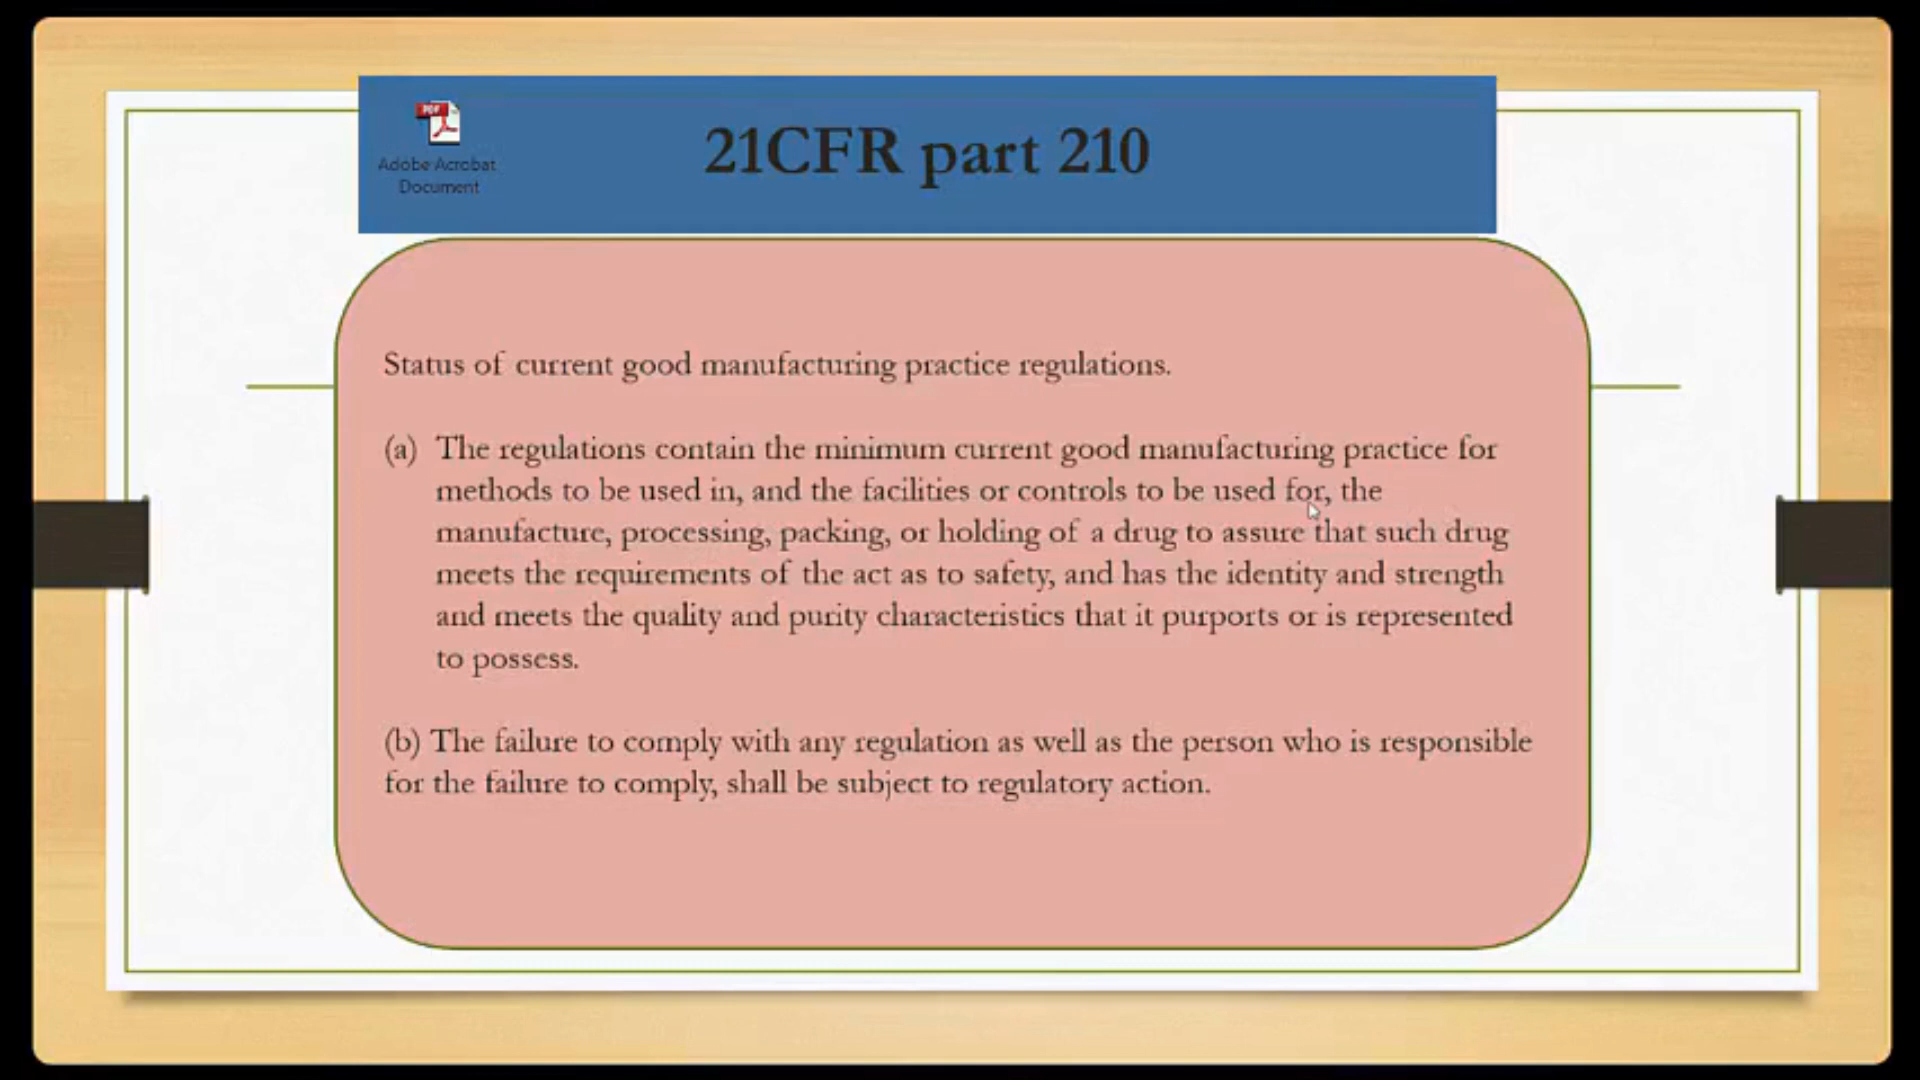 PDF
Adobe Acrobat
Document
21CFR part 210
Status of current good manufacturing practice regulations.
(a) The regulations contain the minimum current good manufacturing practice for
methods to be used in, and the facilities or controls to be used for, the
manufacture, processing, packing, or holding of a drug to assure that such drug
meets the requirements of the act as to safety, and has the identity and strength
and meets the quality and purity characteristics that it purports or is represented
to possess.
(b) The failure to comply with any regulation as well as the person who is responsible
for the failure to comply, shall be subject to regulatory action.